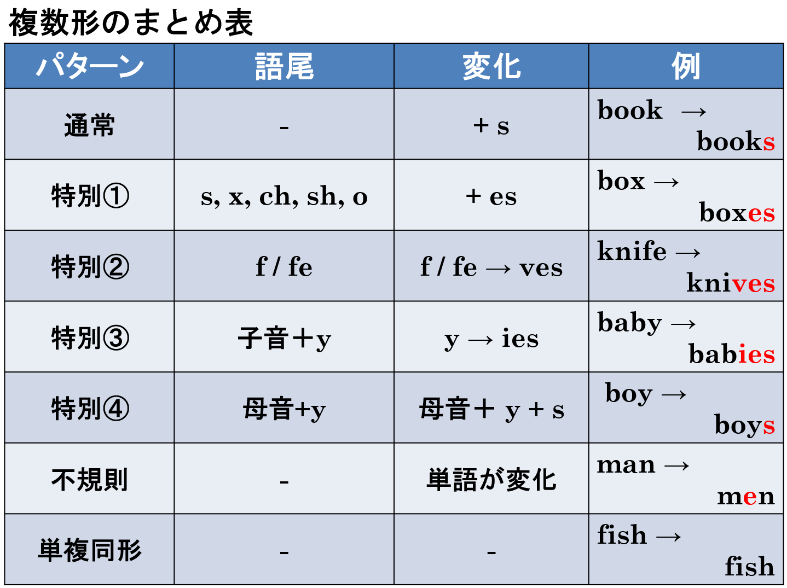 複数形のまとめ表
パターン 語尾 変化 例
通常 - + s book →
books
特別① s, x, ch, sh, o + es box →
boxes
特別② f / fe f / fe → ves knife →
knives
特別③ 子音＋y y → ies baby →
babies
特別④ 母音+y 母音＋ y + s boy →
boys
不規則 - 単語が変化 man →
men
単複同形 - - fish →
fish